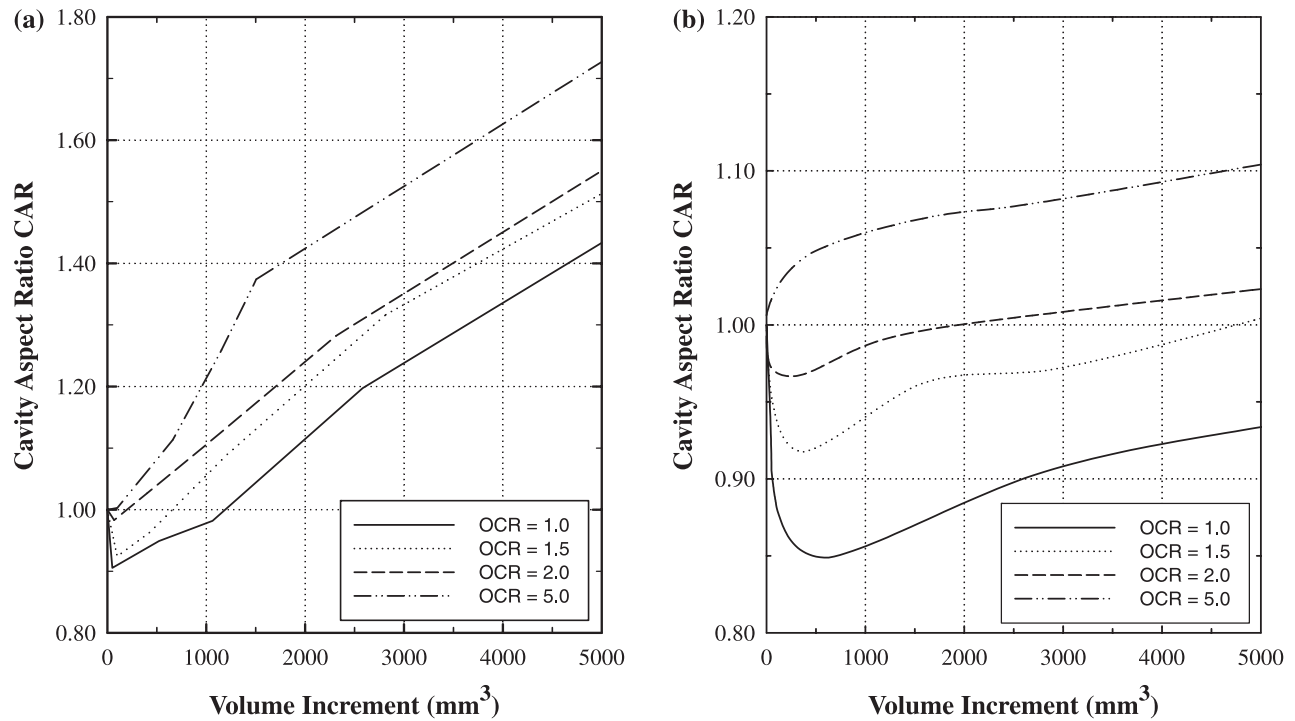 (a)
Cavity Aspect Ratio CAR
1.80
1.60
1.40
1.20
1.00
0.80
OCR = 1.0
OCR = 1.5
OCR = 2.0
OCR = 5.0
0 1000 2000 3000 4000 5000
Volume Increment (mm³)
(b)
Cavity Aspect Ratio CAR
1.20
1.10
1.00
0.90
0.80
OCR = 1.0
OCR = 1.5
OCR = 2.0
OCR = 5.0
0 1000 2000 3000 4000 5000
Volume Increment (mm³)